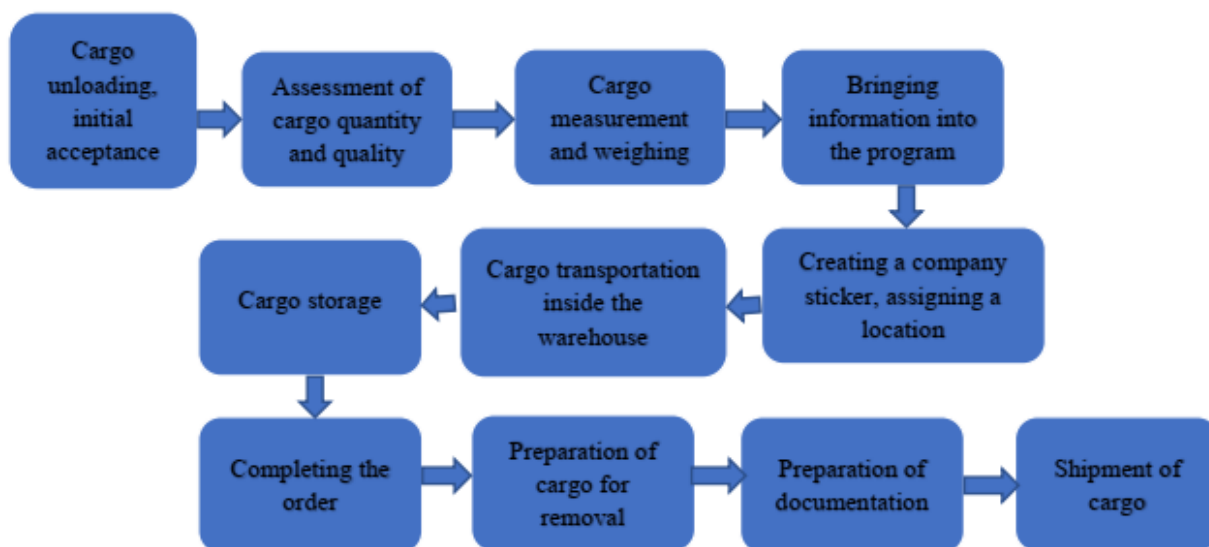 Cargo
unloading,
initial
acceptance
Assessment of
cargo quantity
and quality
Cargo
measurement
and weighing
Bringing
information into
the program
Creating a company
sticker, assigning a
location
Cargo transportation
inside the
warehouse
Cargo storage
Completing the
order
Preparation of
cargo for
removal
Preparation of
documentation
Shipment of
cargo